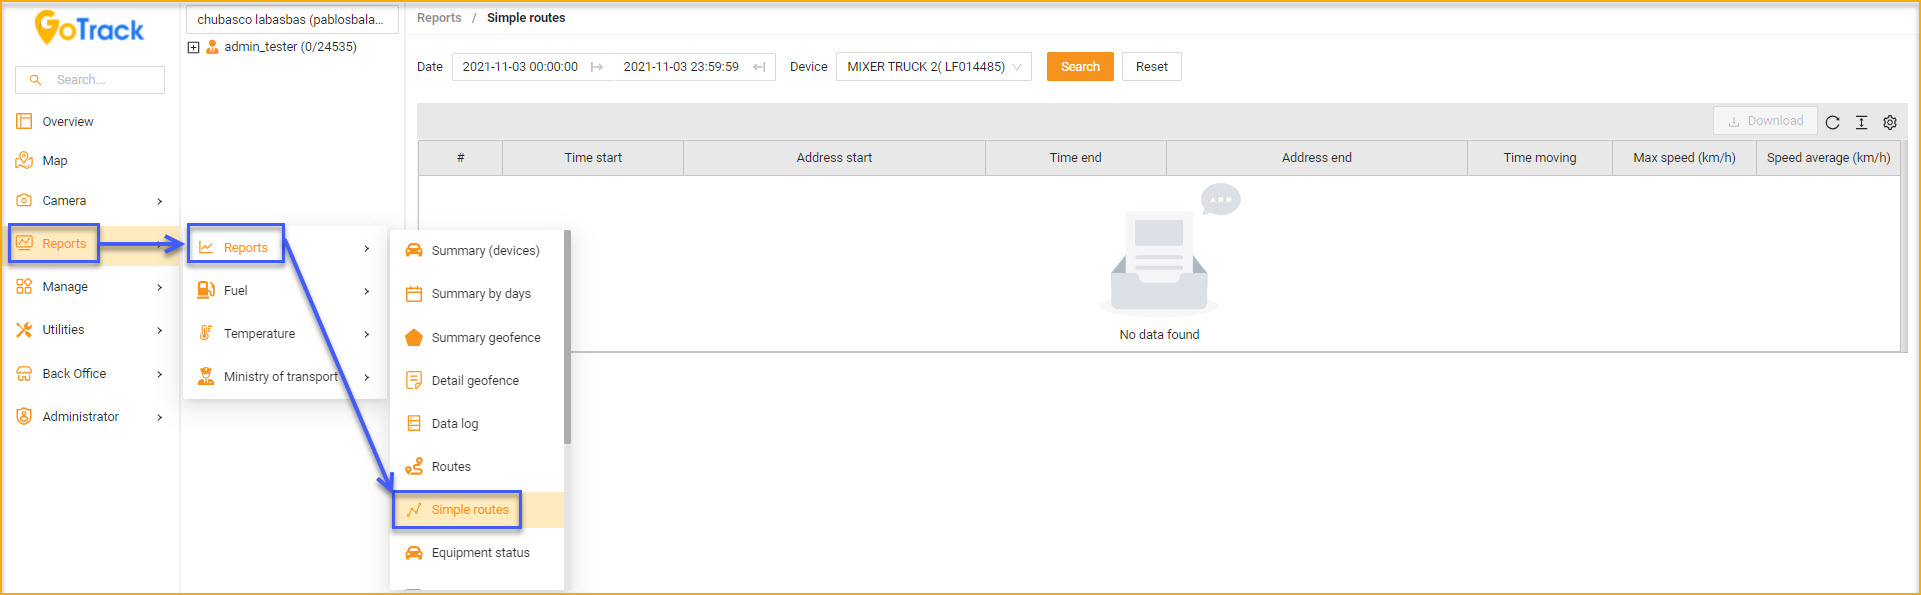 GoTrack
Search...
Overview
Map
Camera
Reports
Manage
Utilities
Back Office
Administrator
chubasco labasbas (pablosbala...
admin_tester (0/24535)
Reports
Fuel
Temperature
Ministry of transport
Summary (devices)
Summary by days
Summary geofence
Detail geofence
Data log
Routes
Simple routes
Equipment status
Reports / Simple routes
Date 2021-11-03 00:00:00 2021-11-03 23:59:59 Device MIXER TRUCK 2( LF014485) Search Reset
Download
# Time start Address start Time end Address end Time moving Max speed (km/h) Speed average (km/h)
No data found